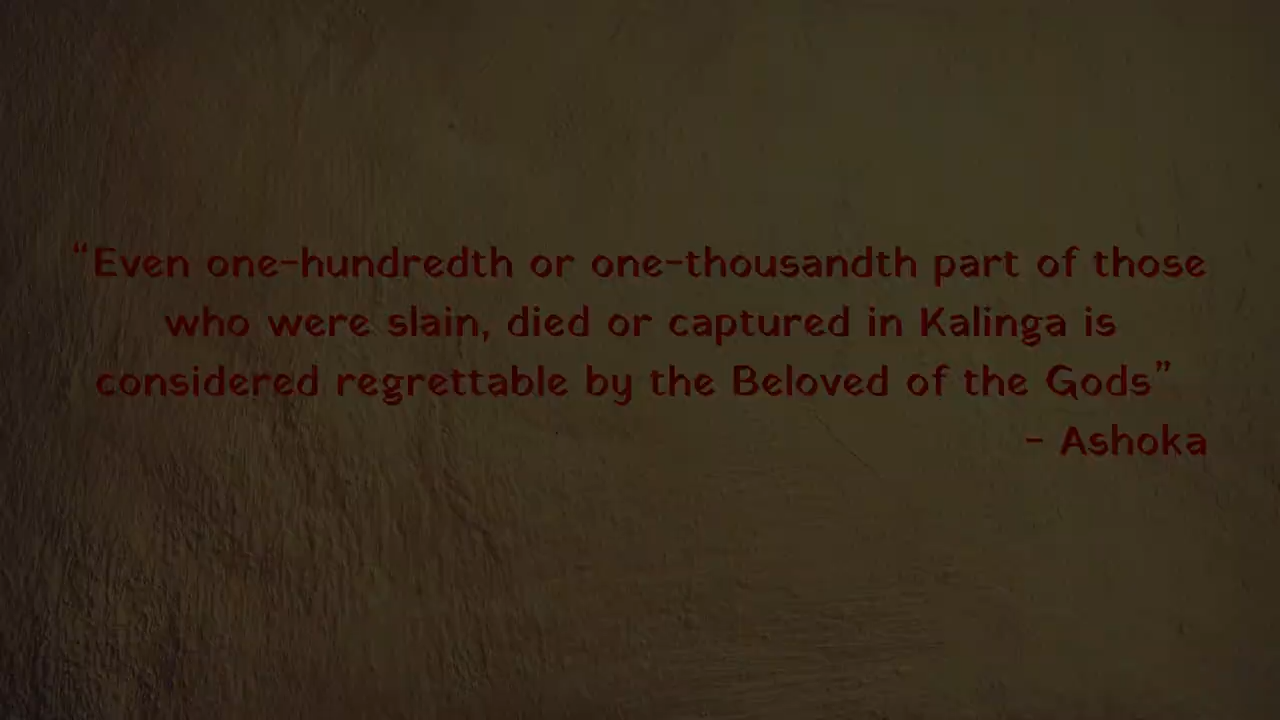 “Even one-hundredth or one-thousandth part of those
who were slain, died or captured in Kalinga is
considered regrettable by the Beloved of the Gods”
- Ashoka